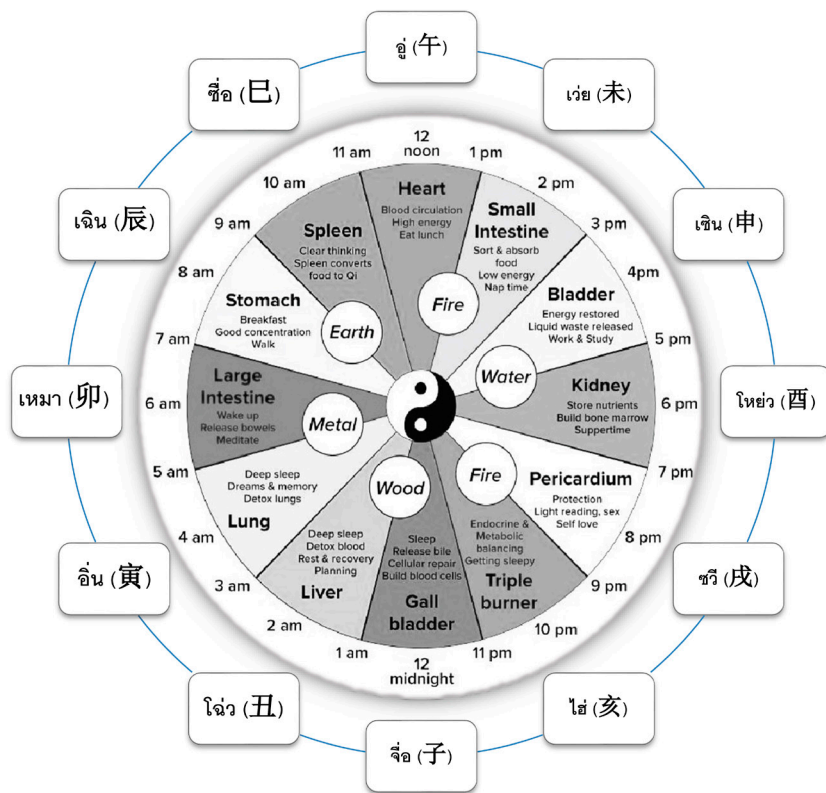 อู่ (午)
เว่ย (未)
เซิน (申)
โหย่ว (酉)
ซวี (戌)
ไฮ่ (亥)
จื่อ (子)
โฉ่ว (丑)
อิ๋น (寅)
เหมา (卯)
เฉิน (辰)
ซื่อ (巳)
12
noon
1 pm
2 pm
3 pm
4pm
5 pm
6 pm
7 pm
8 pm
9 pm
10 pm
11 pm
12
midnight
1 am
2 am
3 am
4 am
5 am
6 am
7 am
8 am
9 am
10 am
11 am
Heart
Blood circulation
High energy
Eat lunch
Small
Intestine
Sort & absorb
food
Low energy
Nap time
Bladder
Energy restored
Liquid waste released
Work & Study
Kidney
Store nutrients
Build bone marrow
Suppertime
Pericardium
Protection
Light reading, sex
Self love
Endocrine &
Metabolic
balancing
Getting sleepy
Triple
burner
Sleep
Release bile
Cellular repair
Build blood cells
Gall
bladder
Deep sleep
Detox blood
Rest & recovery
Planning
Liver
Deep sleep
Dreams & memory
Detox lungs
Lung
Large
Intestine
Wake up
Release bowels
Meditate
Stomach
Breakfast
Good concentration
Walk
Spleen
Clear thinking
Spleen converts
food to Qi
Fire
Water
Fire
Wood
Metal
Earth